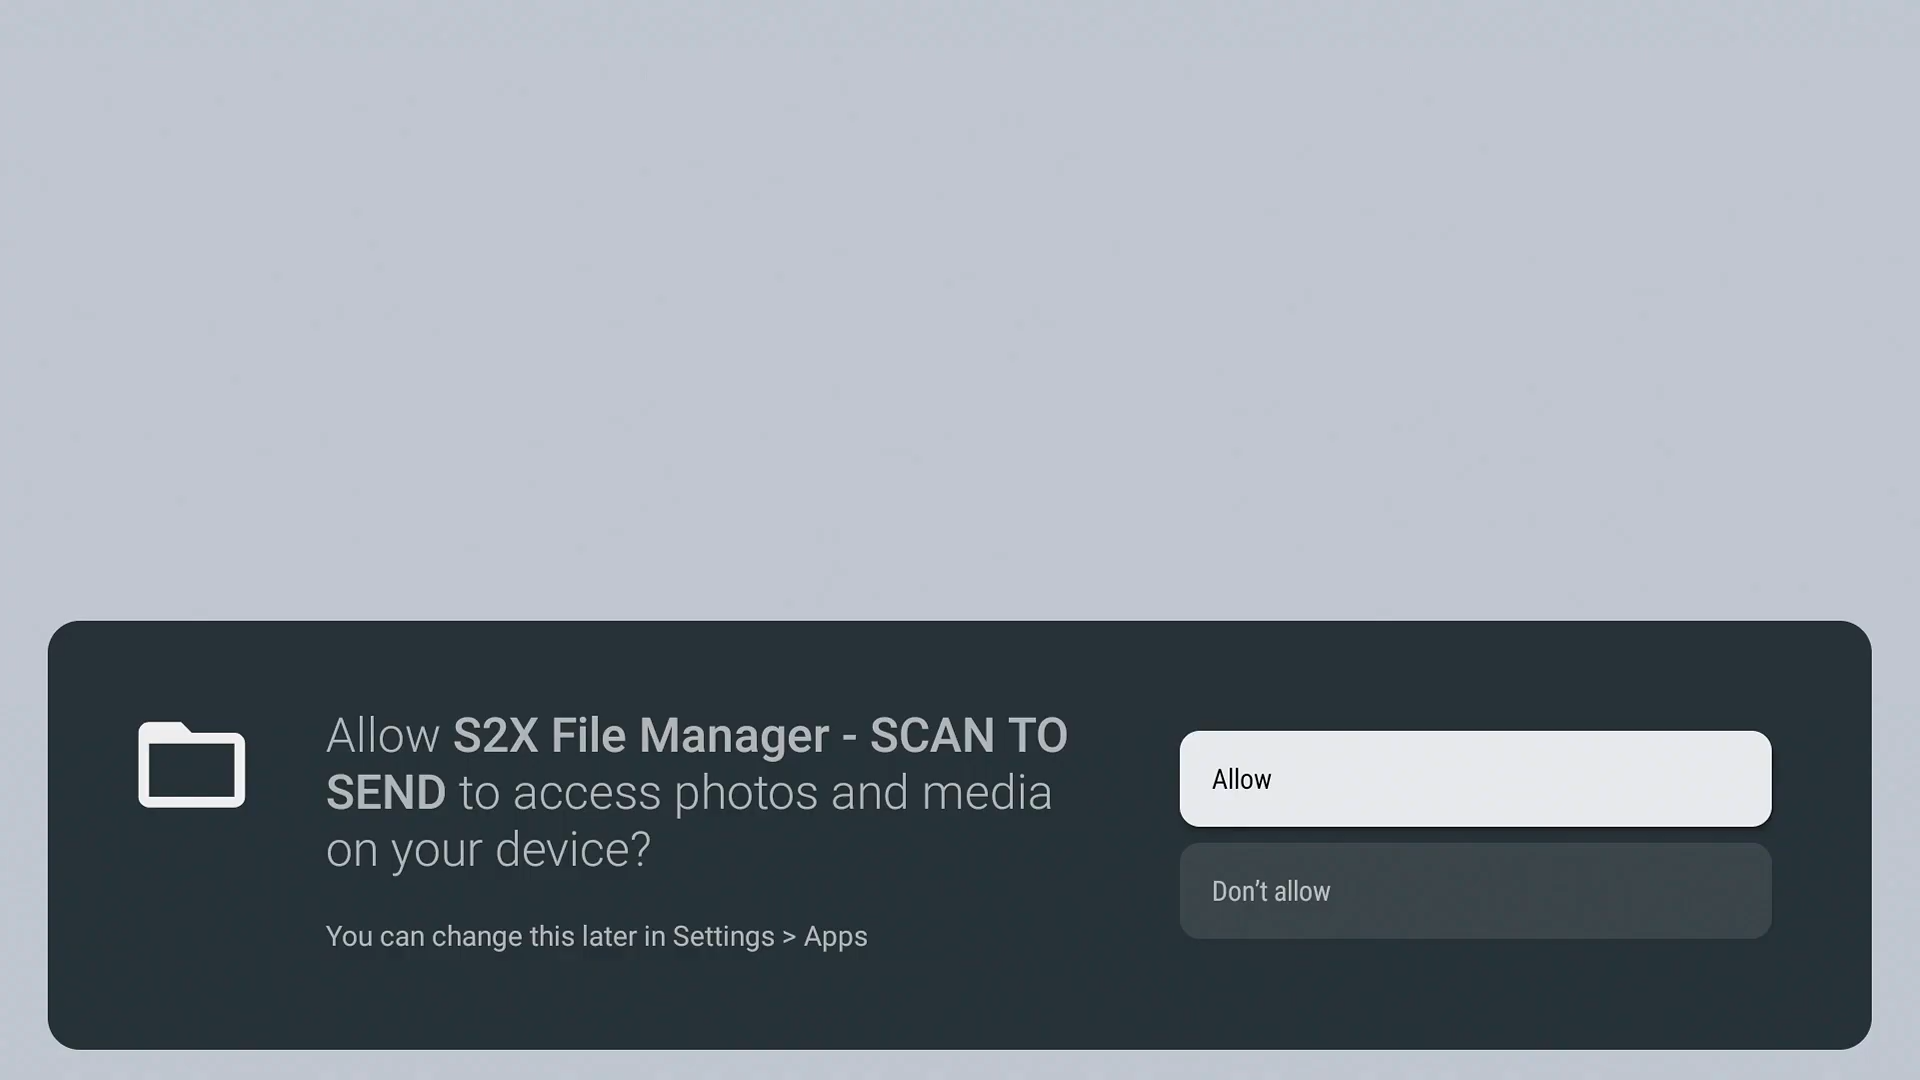 Allow S2X File Manager - SCAN TO
SEND to access photos and media
on your device?
You can change this later in Settings > Apps
Allow
Don’t allow